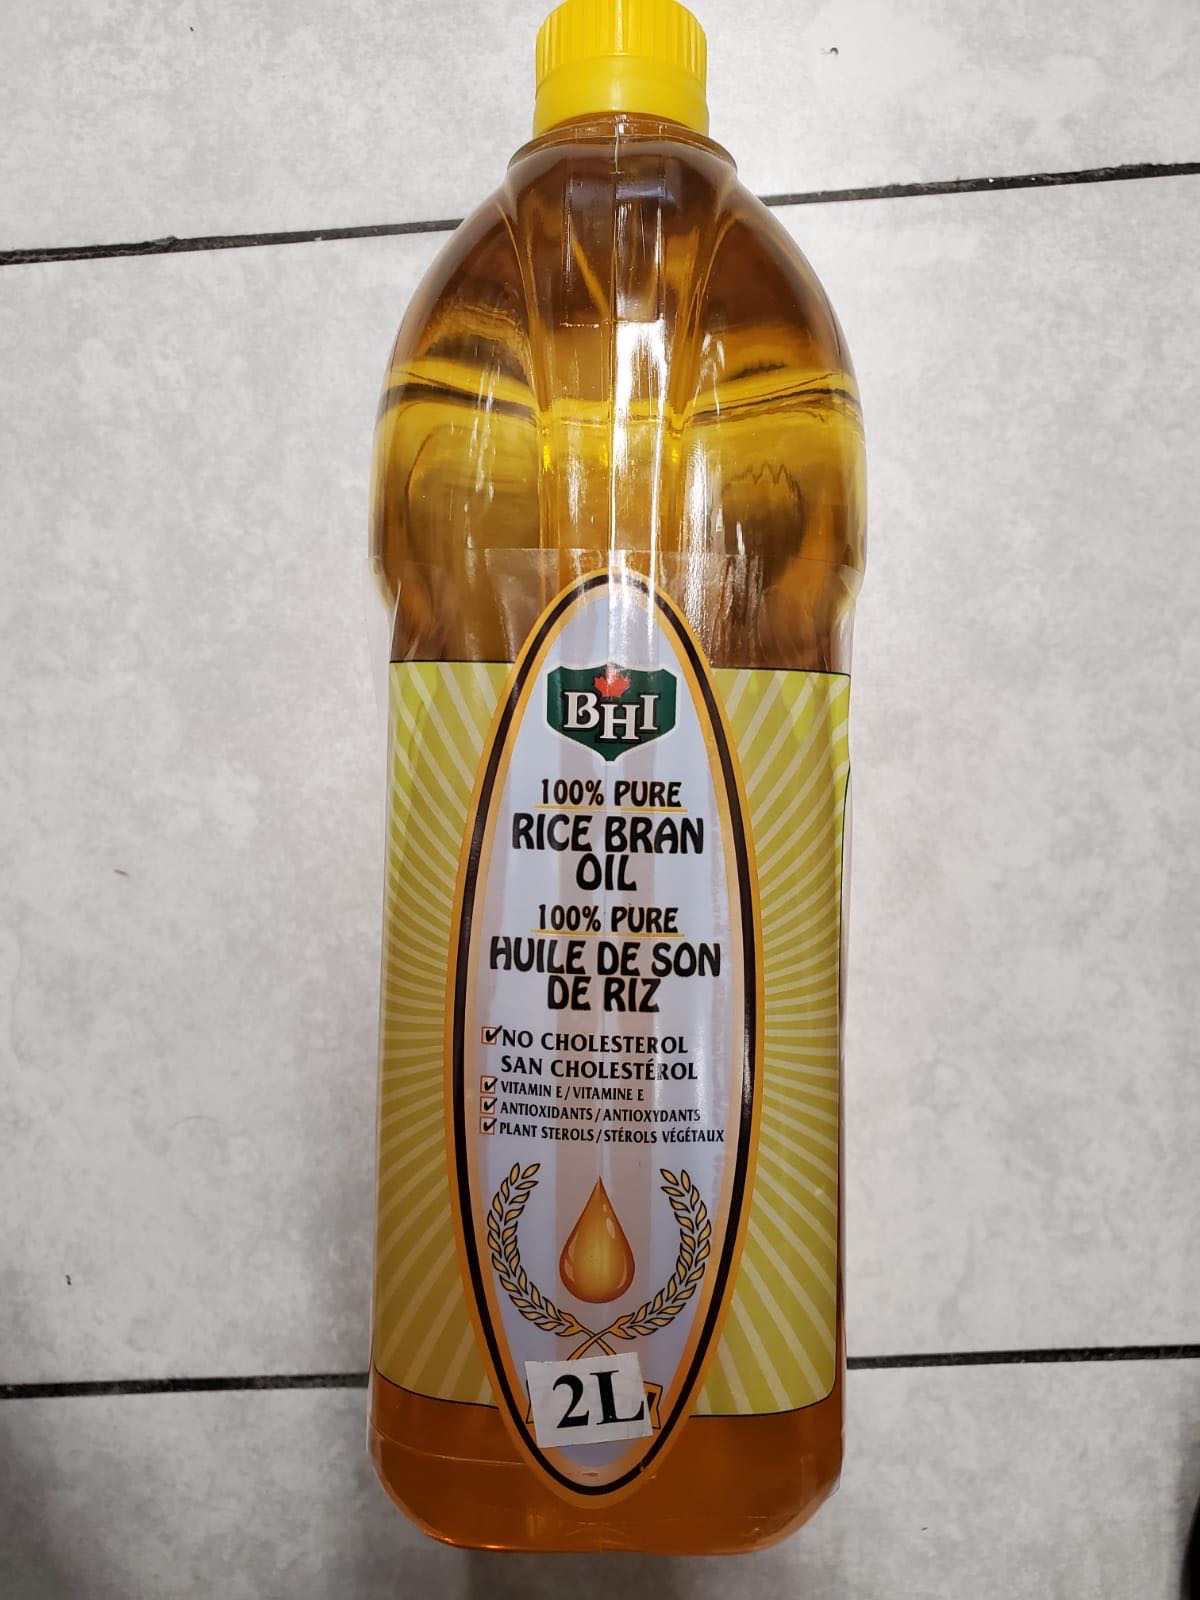 BHI
100% PURE
RICE BRAN
OIL
100% PURE
HUILE DE SON
DE RIZ
NO CHOLESTEROL
SAN CHOLESTÉROL
VITAMIN E / VITAMINE E
ANTIOXIDANTS / ANTIOXYDANTS
PLANT STEROLS / STÉROLS VÉGÉTAUX
2L